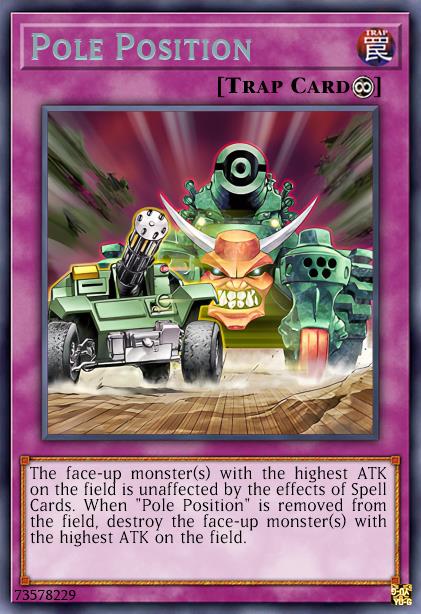 POLE POSITION
TRAP
罠
[TRAP CARD♾]
The face-up monster(s) with the highest ATK
on the field is unaffected by the effects of Spell
Cards. When "Pole Position" is removed from
the field, destroy the face-up monster(s) with
the highest ATK on the field.
73578229